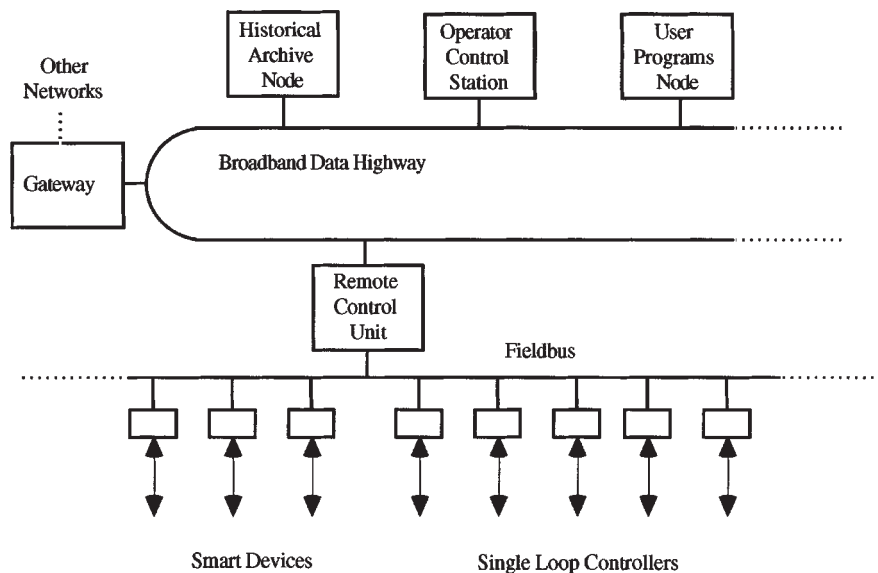 Historical
Archive
Node
Operator
Control
Station
User
Programs
Node
Other
Networks
Gateway
Broadband Data Highway
Remote
Control
Unit
Fieldbus
Smart Devices
Single Loop Controllers